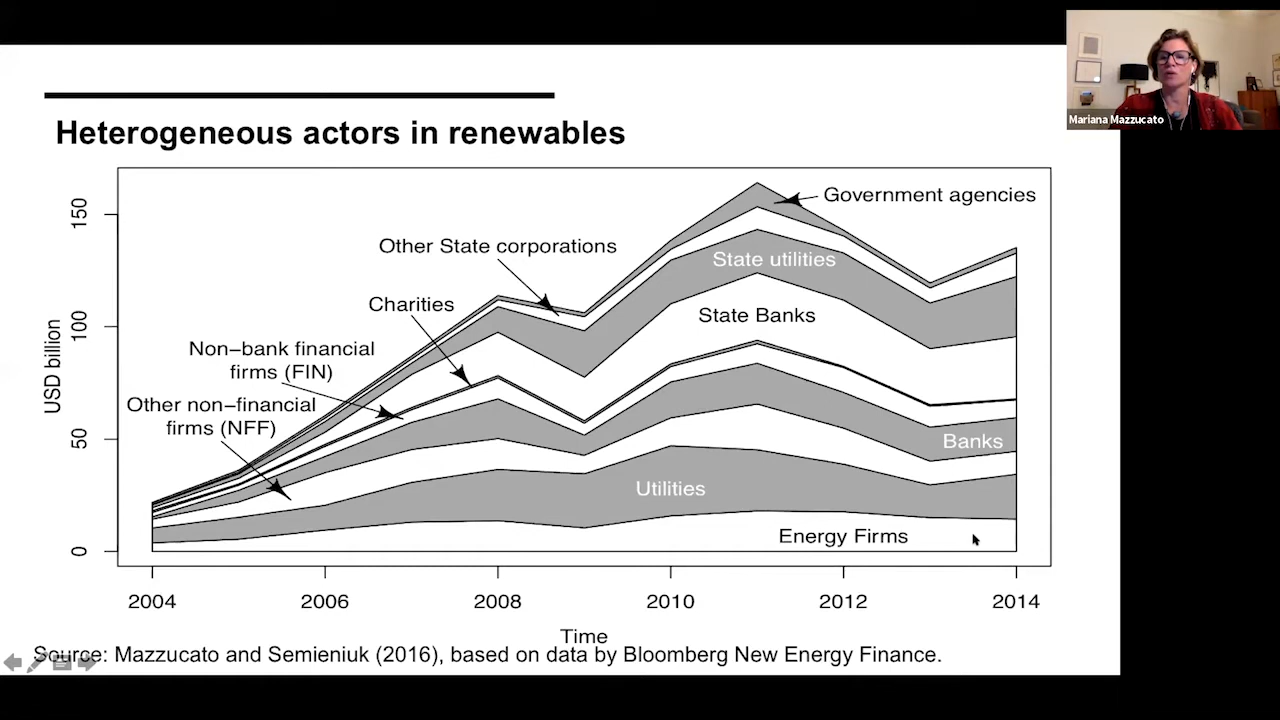 Mariana Mazzucato
Heterogeneous actors in renewables
USD billion
150
100
50
0
Government agencies
Other State corporations
State utilities
Charities
State Banks
Non−bank financial
firms (FIN)
Other non−financial
firms (NFF)
Banks
Utilities
Energy Firms
2004
2006
2008
2010
2012
2014
Time
Source: Mazzucato and Semieniuk (2016), based on data by Bloomberg New Energy Finance.